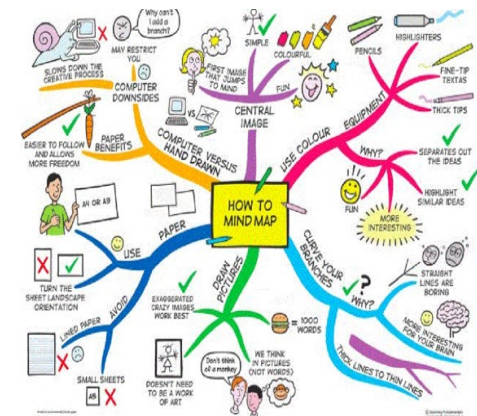 HOW TO
MIND MAP
CENTRAL
IMAGE
SIMPLE
COLOURFUL
FUN
FIRST IMAGE
THAT JUMPS
TO MIND
USE COLOUR
EQUIPMENT
PENCILS
HIGHLIGHTERS
FINE-TIP
TEXTAS
THICK TIPS
WHY?
SEPARATES OUT
THE IDEAS
HIGHLIGHT
SIMILAR IDEAS
MORE
INTERESTING
FUN
CURVE YOUR
BRANCHES
?
WHY?
STRAIGHT
LINES ARE
BORING
MORE INTERESTING
FOR YOUR BRAIN
THICK LINES TO THIN LINES
DRAW
PICTURES
= 1000
WORDS
WE THINK
IN PICTURES
(NOT WORDS)
Don't think
of a monkey
DOESN'T NEED
TO BE A WORK
OF ART
EXAGGERATED
CRAZY IMAGES
WORK BEST
PAPER
USE
A4 OR A3
TURN THE
SHEET LANDSCAPE
ORIENTATION
AVOID
LINED PAPER
SMALL SHEETS
A5
COMPUTER VERSUS
HAND DRAWN
VS
PAPER
BENEFITS
EASIER TO FOLLOW
AND ALLOWS
MORE FREEDOM
COMPUTER
DOWNSIDES
SLOWS DOWN THE
CREATIVE PROCESS
MAY RESTRICT
YOU
Why can't
I add a
branch?